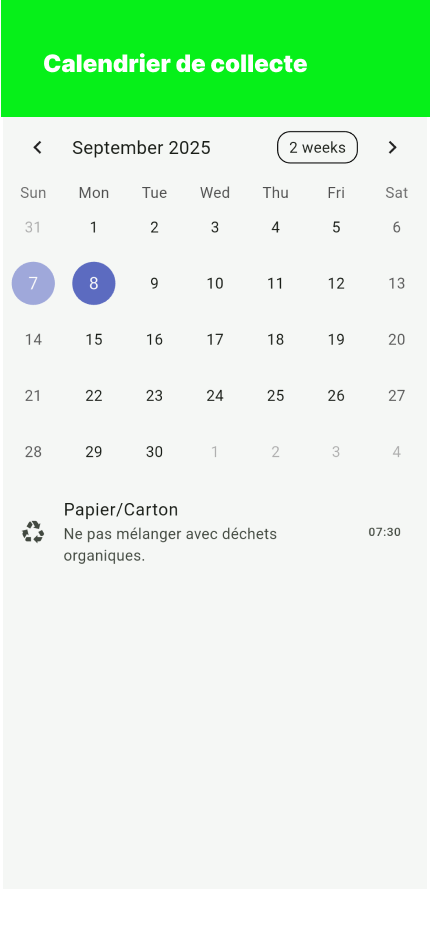 Calendrier de collecte
September 2025 2 weeks
Sun Mon Tue Wed Thu Fri Sat
31 1 2 3 4 5 6
7 8 9 10 11 12 13
14 15 16 17 18 19 20
21 22 23 24 25 26 27
28 29 30 1 2 3 4
Papier/Carton
Ne pas mélanger avec déchets 07:30
organiques.